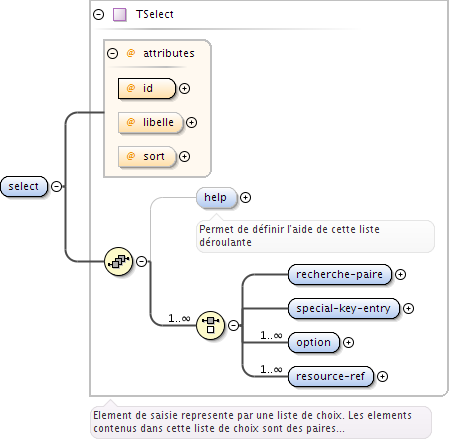 TSelect
@ attributes
@ id
@ libelle
@ sort
select
help
Permet de définir l'aide de cette liste
déroulante
1..∞
recherche-paire
special-key-entry
1..∞
option
1..∞
resource-ref
Element de saisie represente par une liste de choix. Les elements
contenus dans cette liste de choix sont des paires...